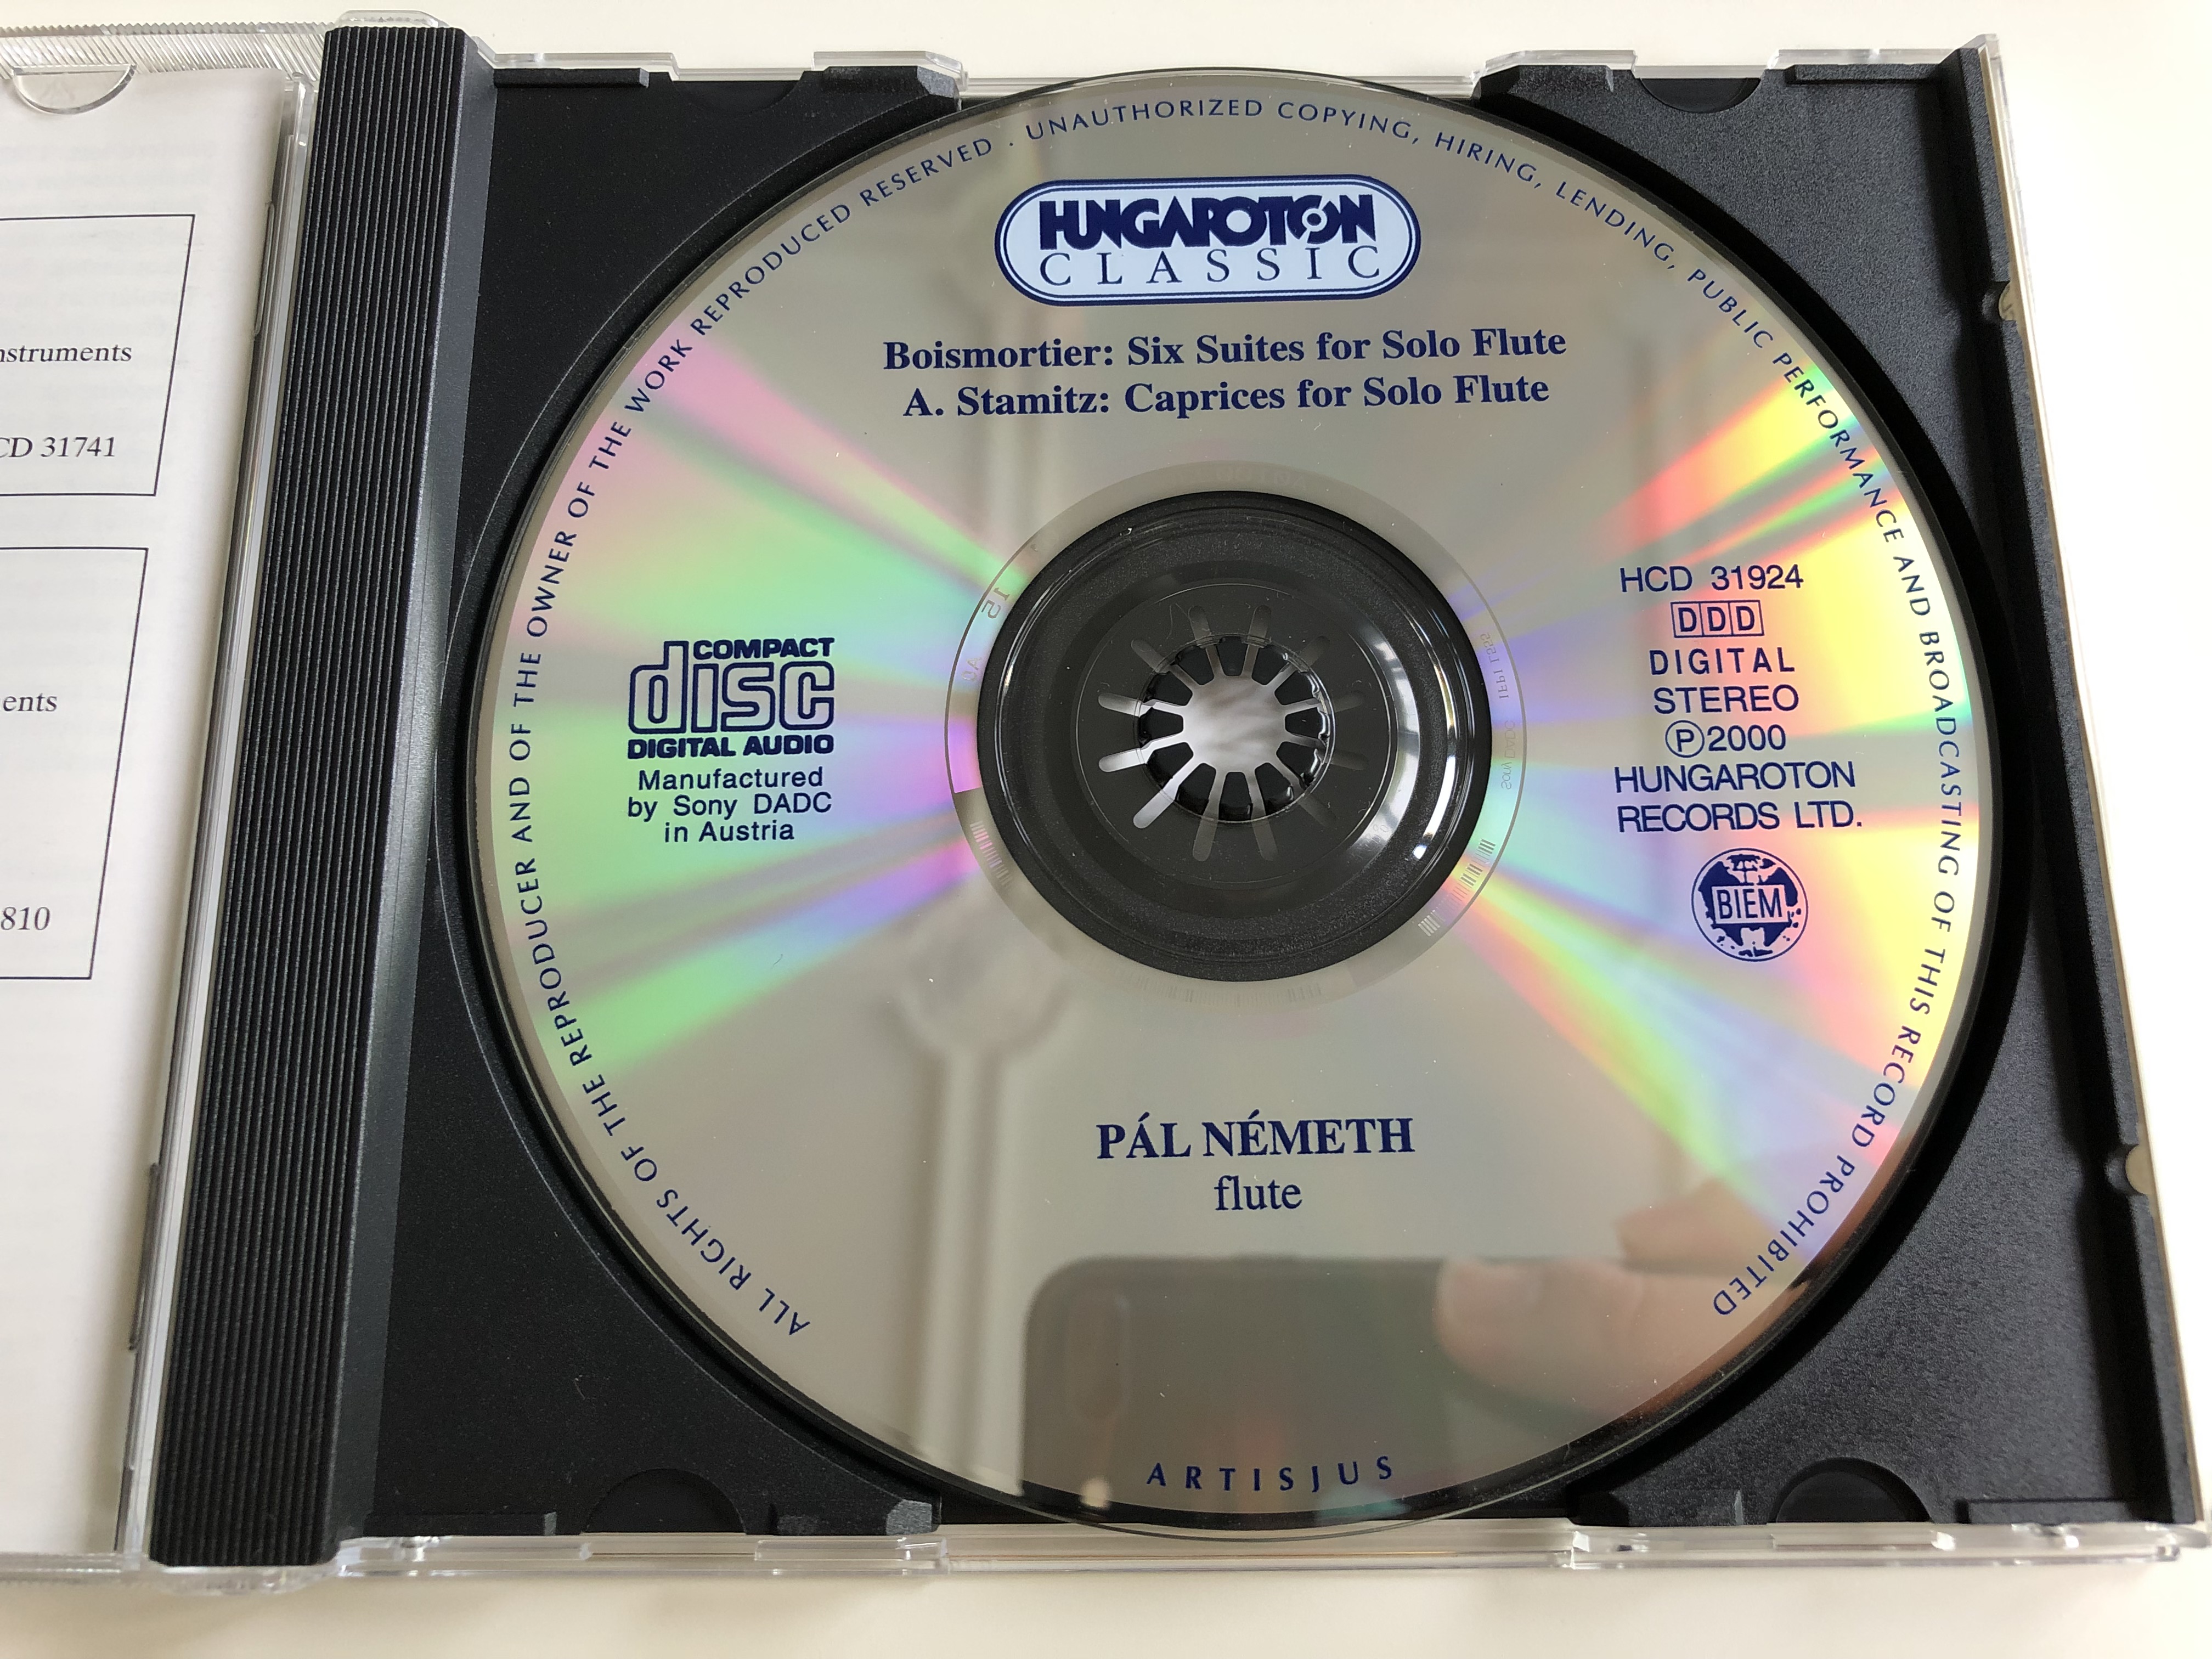 nstruments
CD 31741
ents
810
ALL RIGHTS OF THE REPRODUCER AND OF THE OWNER OF THE WORK REPRODUCED RESERVED . UNAUTHORIZED COPYING, HIRING, LENDING, PUBLIC PERFORMANCE AND BROADCASTING OF THIS RECORD PROHIBITED
HUNGAROTON
CLASSIC
Boismortier: Six Suites for Solo Flute
A. Stamitz: Caprices for Solo Flute
COMPACT
disc
DIGITAL AUDIO
Manufactured
by Sony DADC
in Austria
HCD 31924
DDD
DIGITAL
STEREO
Ⓟ2000
HUNGAROTON
RECORDS LTD.
BIEM
PÁL NÉMETH
flute
ARTISJUS